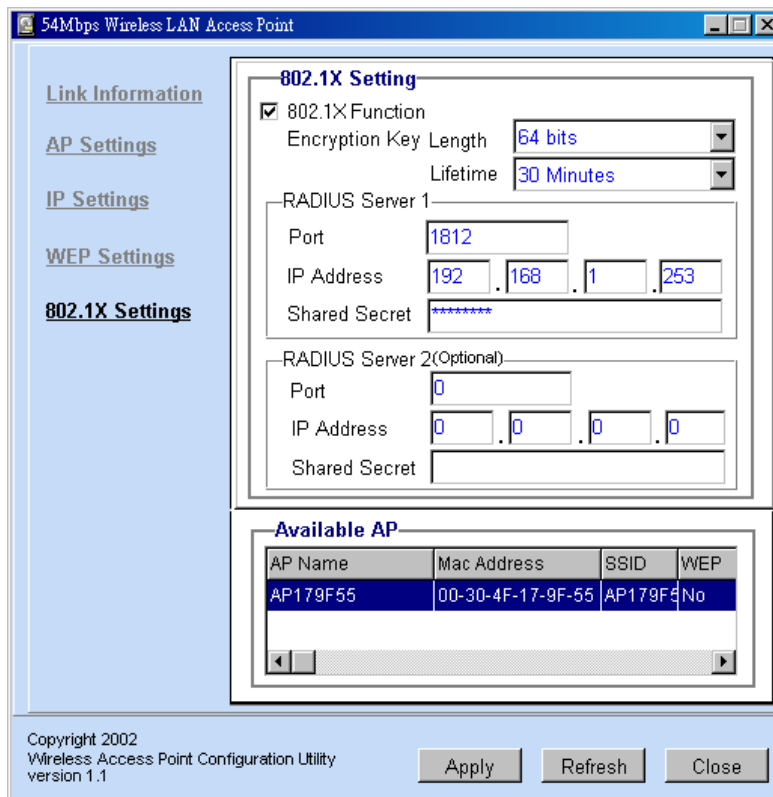 54Mbps Wireless LAN Access Point
Link Information
AP Settings
IP Settings
WEP Settings
802.1X Settings
802.1X Setting
802.1X Function
Encryption Key Length 64 bits
Lifetime 30 Minutes
RADIUS Server 1
Port 1812
IP Address 192 . 168 . 1 . 253
Shared Secret ********
RADIUS Server 2(Optional)
Port 0
IP Address 0 . 0 . 0 . 0
Shared Secret
Available AP
AP Name Mac Address SSID WEP
AP179F55 00-30-4F-17-9F-55 AP179F5 No
Copyright 2002
Wireless Access Point Configuration Utility
version 1.1
Apply Refresh Close